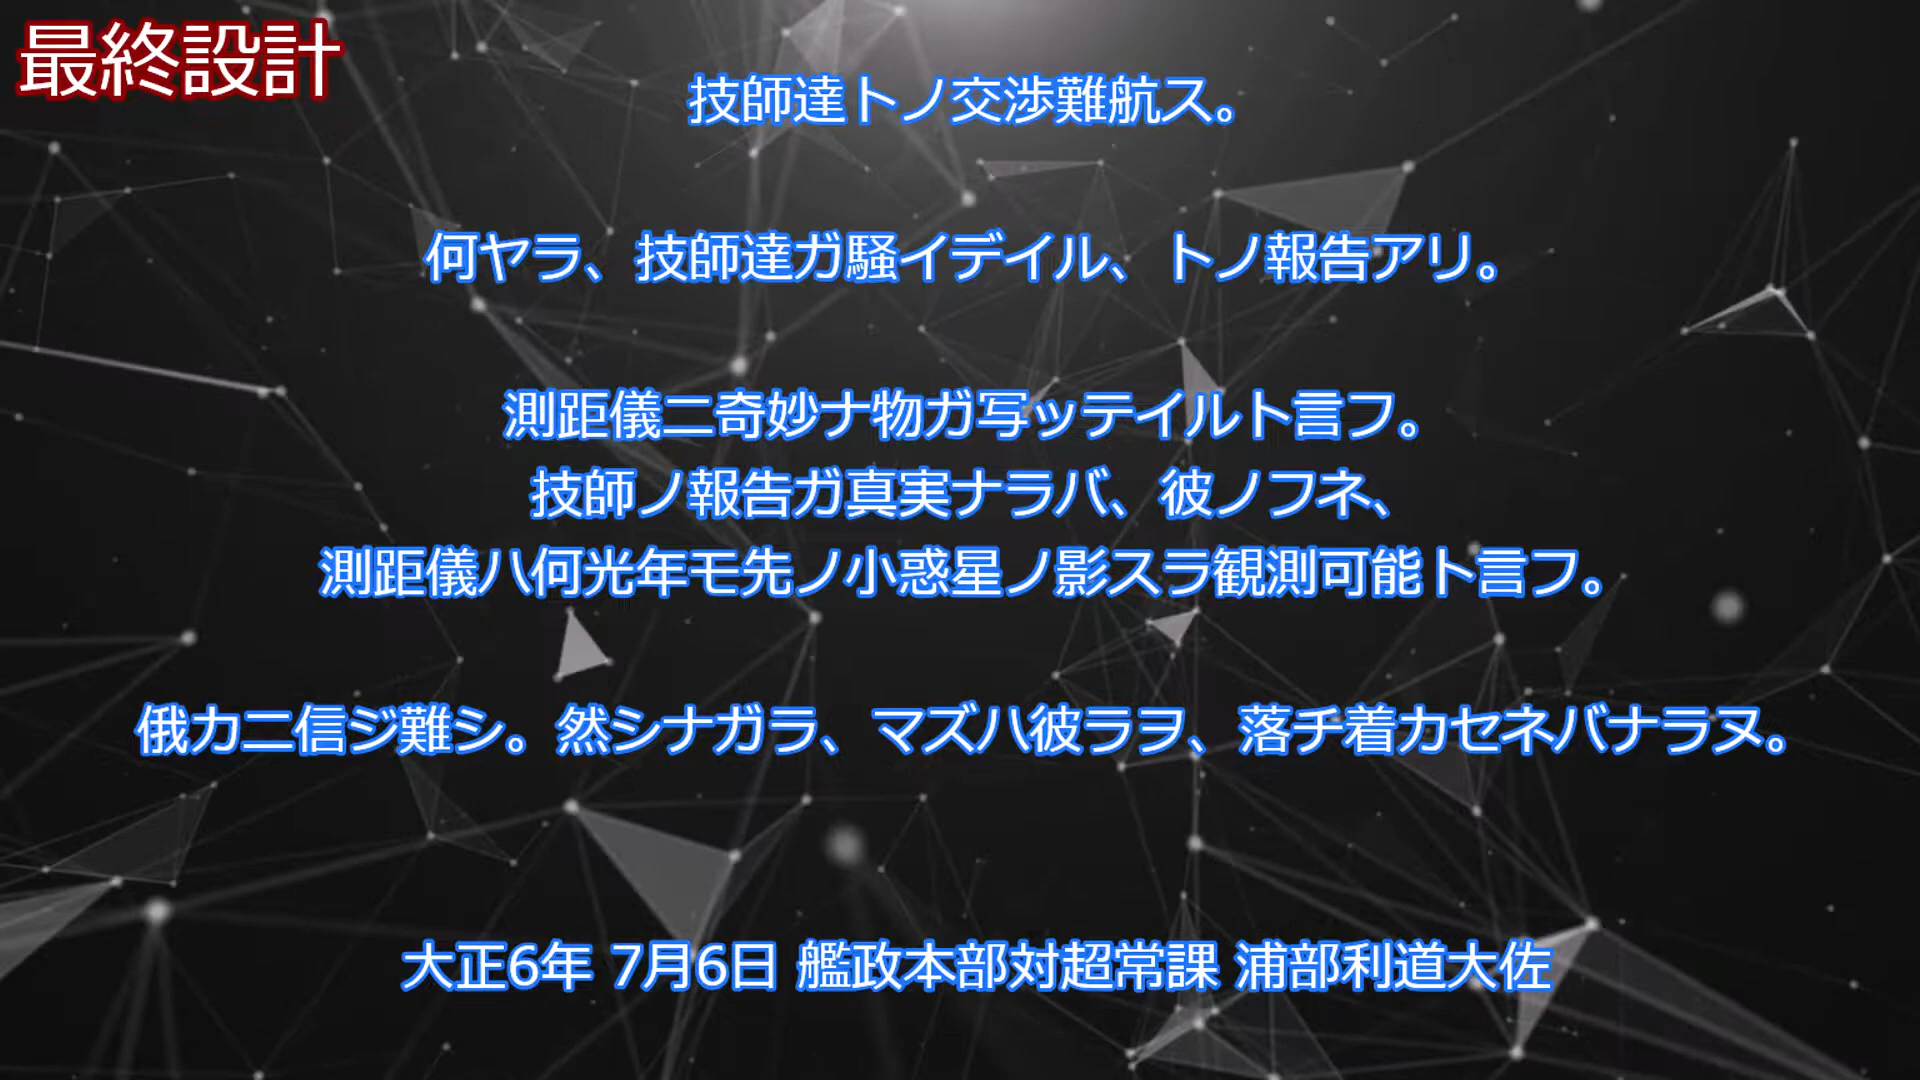 最終設計
技師達トノ交渉難航ス。
何ヤラ、技師達ガ騒イデイル、トノ報告アリ。
測距儀ニ奇妙ナ物ガ写ッテイルト言フ。
技師ノ報告ガ真実ナラバ、彼ノフネ、
測距儀ハ何光年モ先ノ小惑星ノ影スラ観測可能ト言フ。
俄カニ信ジ難シ。然シナガラ、マズハ彼ラヲ、落チ着カセネバナラヌ。
大正6年 7月6日 艦政本部対超常課 浦部利道大佐